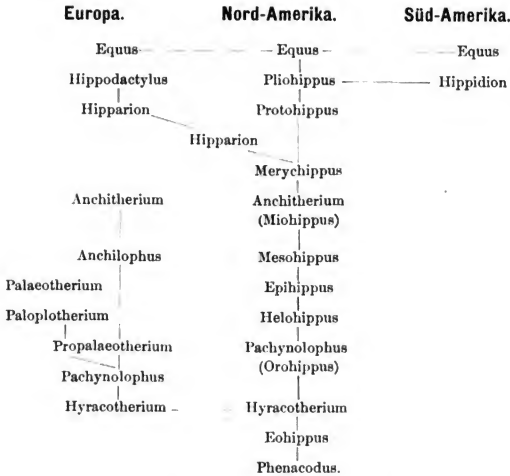 Europa. Nord-Amerika. Süd-Amerika.
Equus Equus Equus
Hippodactylus Pliohippus Hippidion
Hipparion Protohippus
Hipparion
Merychippus
Anchitherium Anchitherium
(Miohippus)
Anchilophus Mesohippus
Palaeotherium Epihippus
Paloplotherium Helohippus
Propalaeotherium Pachynolophus
(Orohippus)
Pachynolophus
Hyracotherium Hyracotherium
Eohippus
Phenacodus.